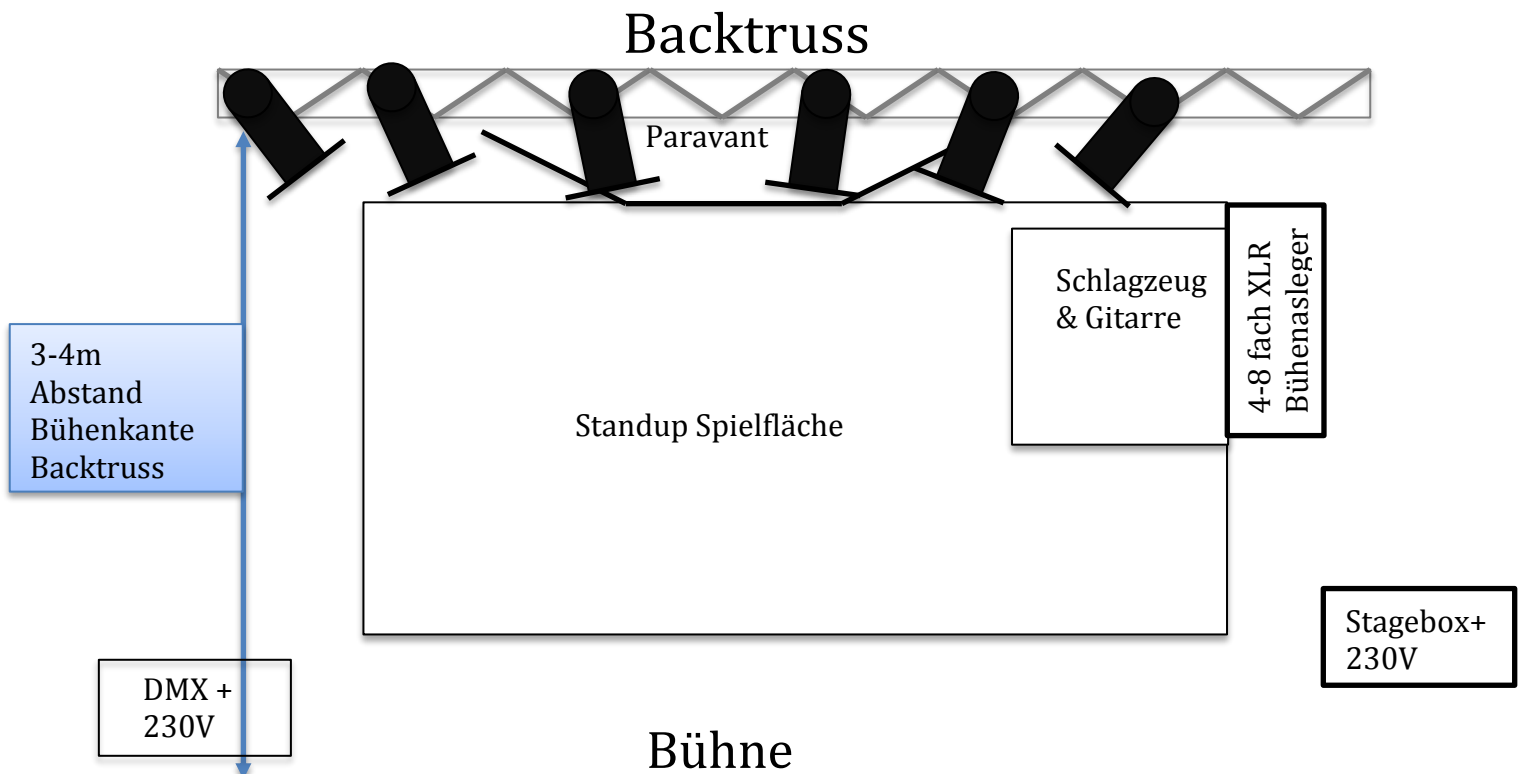 Backtruss
Paravant
Schlagzeug
& Gitarre
4-8 fach XLR
Bühenasleger
3-4m
Abstand
Bühenkante
Backtruss
Standup Spielfläche
Stagebox+
230V
DMX +
230V
Bühne